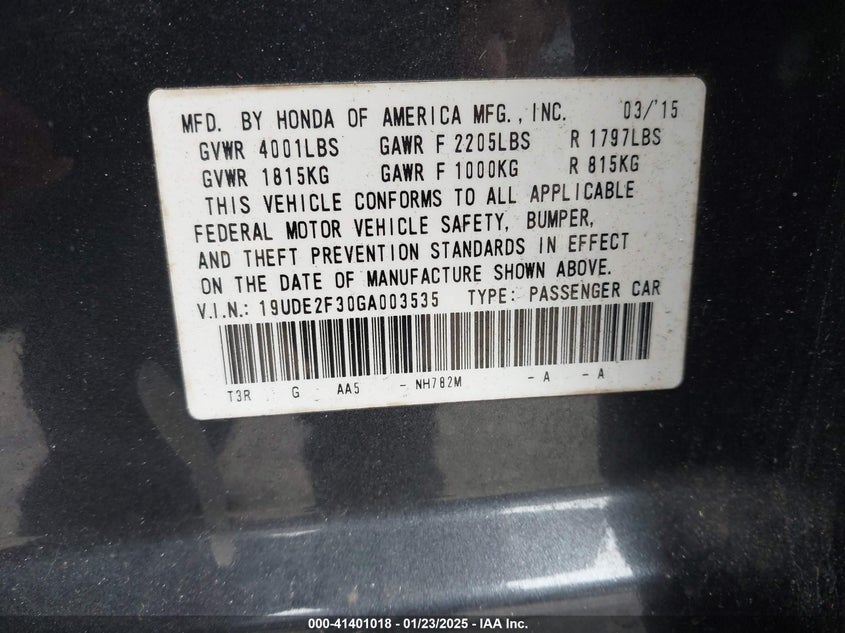 MFD. BY HONDA OF AMERICA MFG., INC. 03/'15
GVWR 4001LBS GAWR F 2205LBS R 1797LBS
GVWR 1815KG GAWR F 1000KG R 815KG
THIS VEHICLE CONFORMS TO ALL APPLICABLE
FEDERAL MOTOR VEHICLE SAFETY, BUMPER,
AND THEFT PREVENTION STANDARDS IN EFFECT
ON THE DATE OF MANUFACTURE SHOWN ABOVE.
V.I.N.: 19UDE2F30GA003535 TYPE: PASSENGER CAR
T3R G AA5 - NH782M - A - A
000-41401018 - 01/23/2025 - IAA Inc.